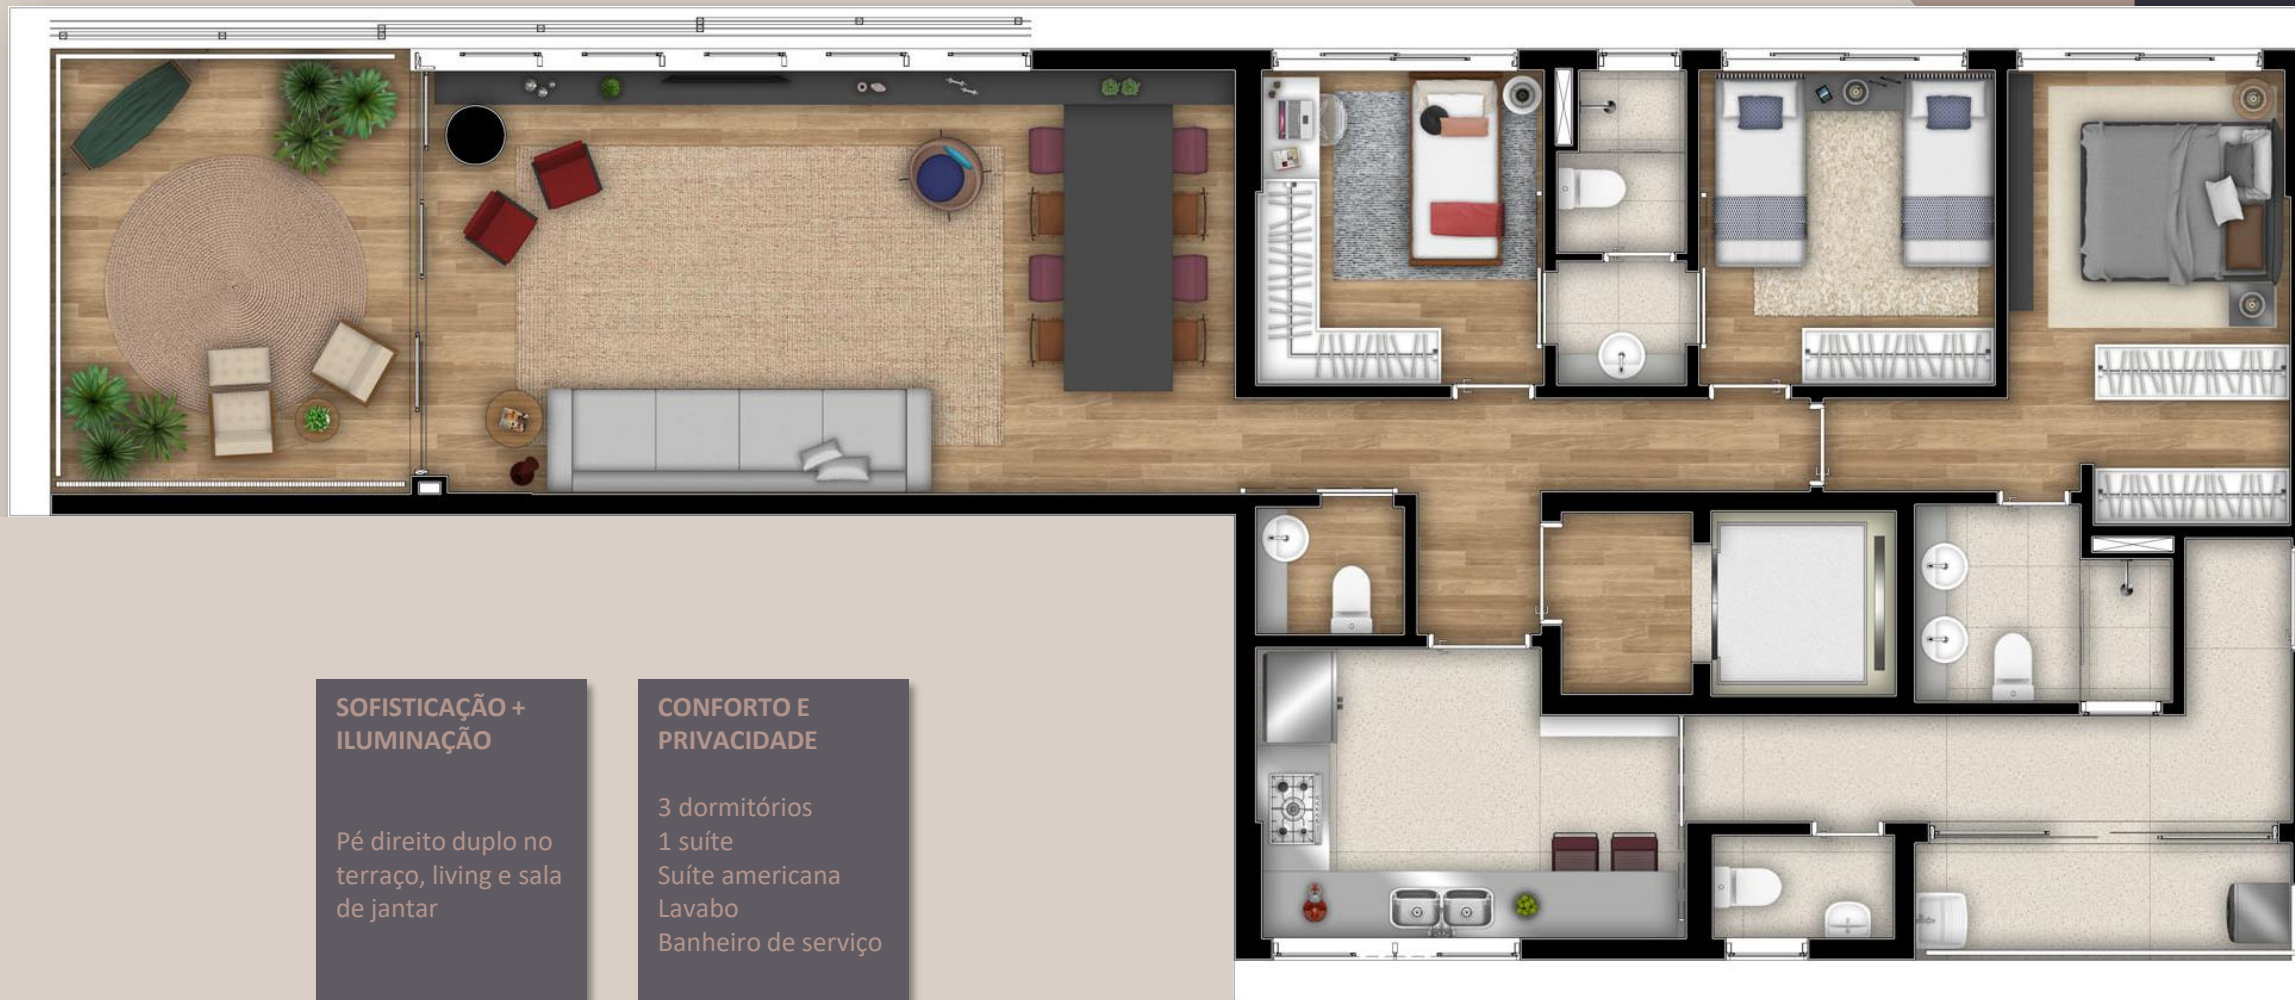 SOFISTICAÇÃO +
ILUMINAÇÃO
Pé direito duplo no
terraço, living e sala
de jantar
CONFORTO E
PRIVACIDADE
3 dormitórios
1 suíte
Suíte americana
Lavabo
Banheiro de serviço